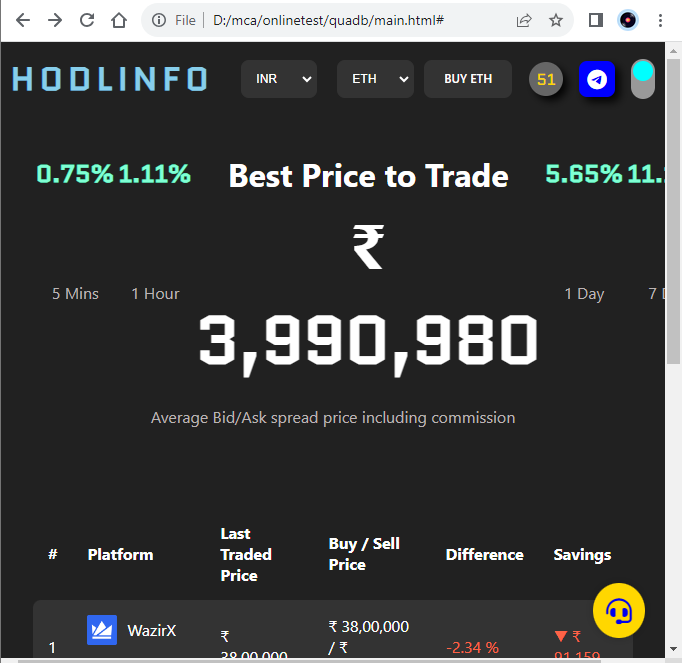 File | D:/mca/onlinetest/quadb/main.html#
HODLINFO INR ETH BUY ETH 51
0.75% 1.11% Best Price to Trade 5.65%
₹
5 Mins 1 Hour 1 Day 7
3,990,980
Average Bid/Ask spread price including commission
Last
Buy / Sell
# Platform Traded Difference Savings
Price
Price
WazirX ₹ 38,00,000
1 ₹ / ₹ -2.34 % ▼ ₹
38,00,000 91,159